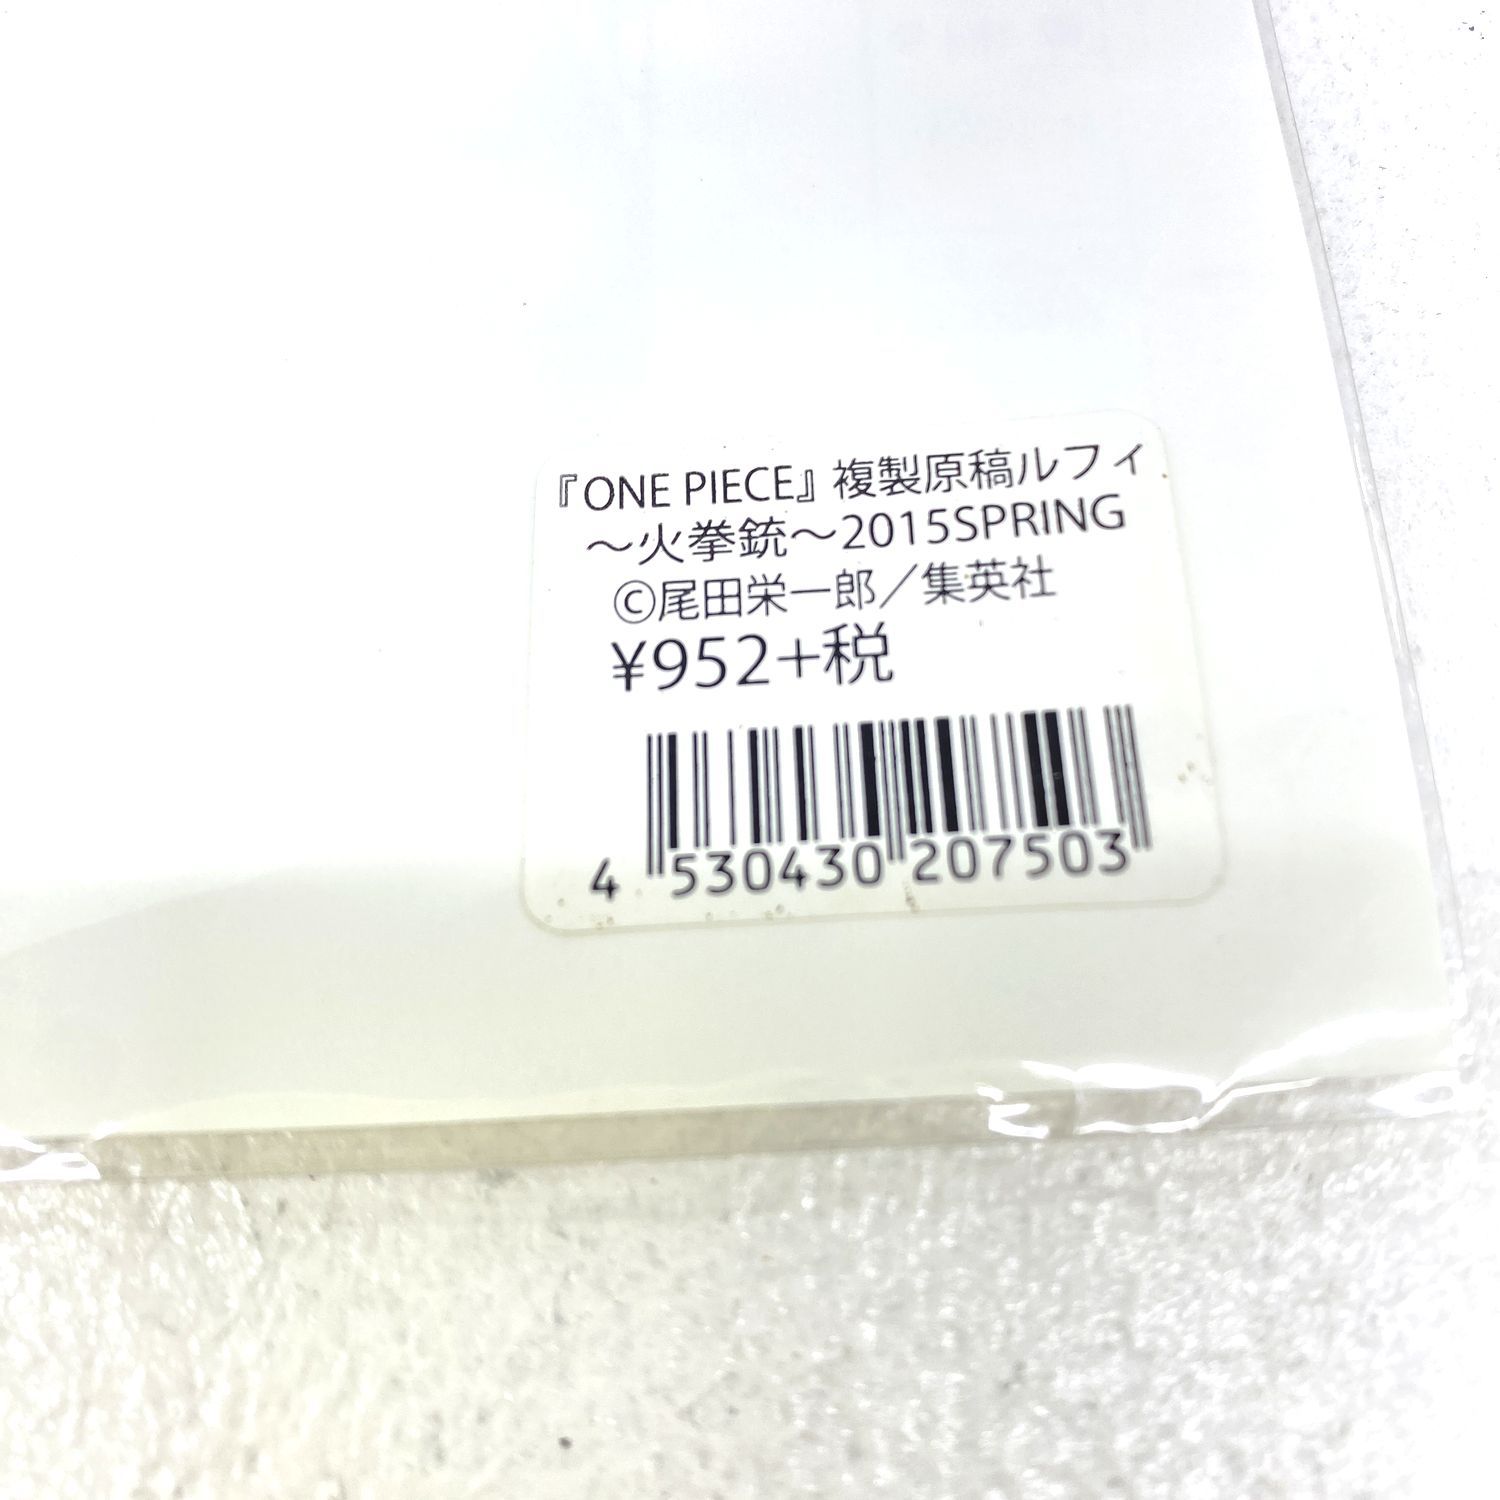 『ONE PIECE』複製原稿ルフィ
～火拳銃～2015SPRING
©尾田栄一郎／集英社
¥952+税
4 530430 207503